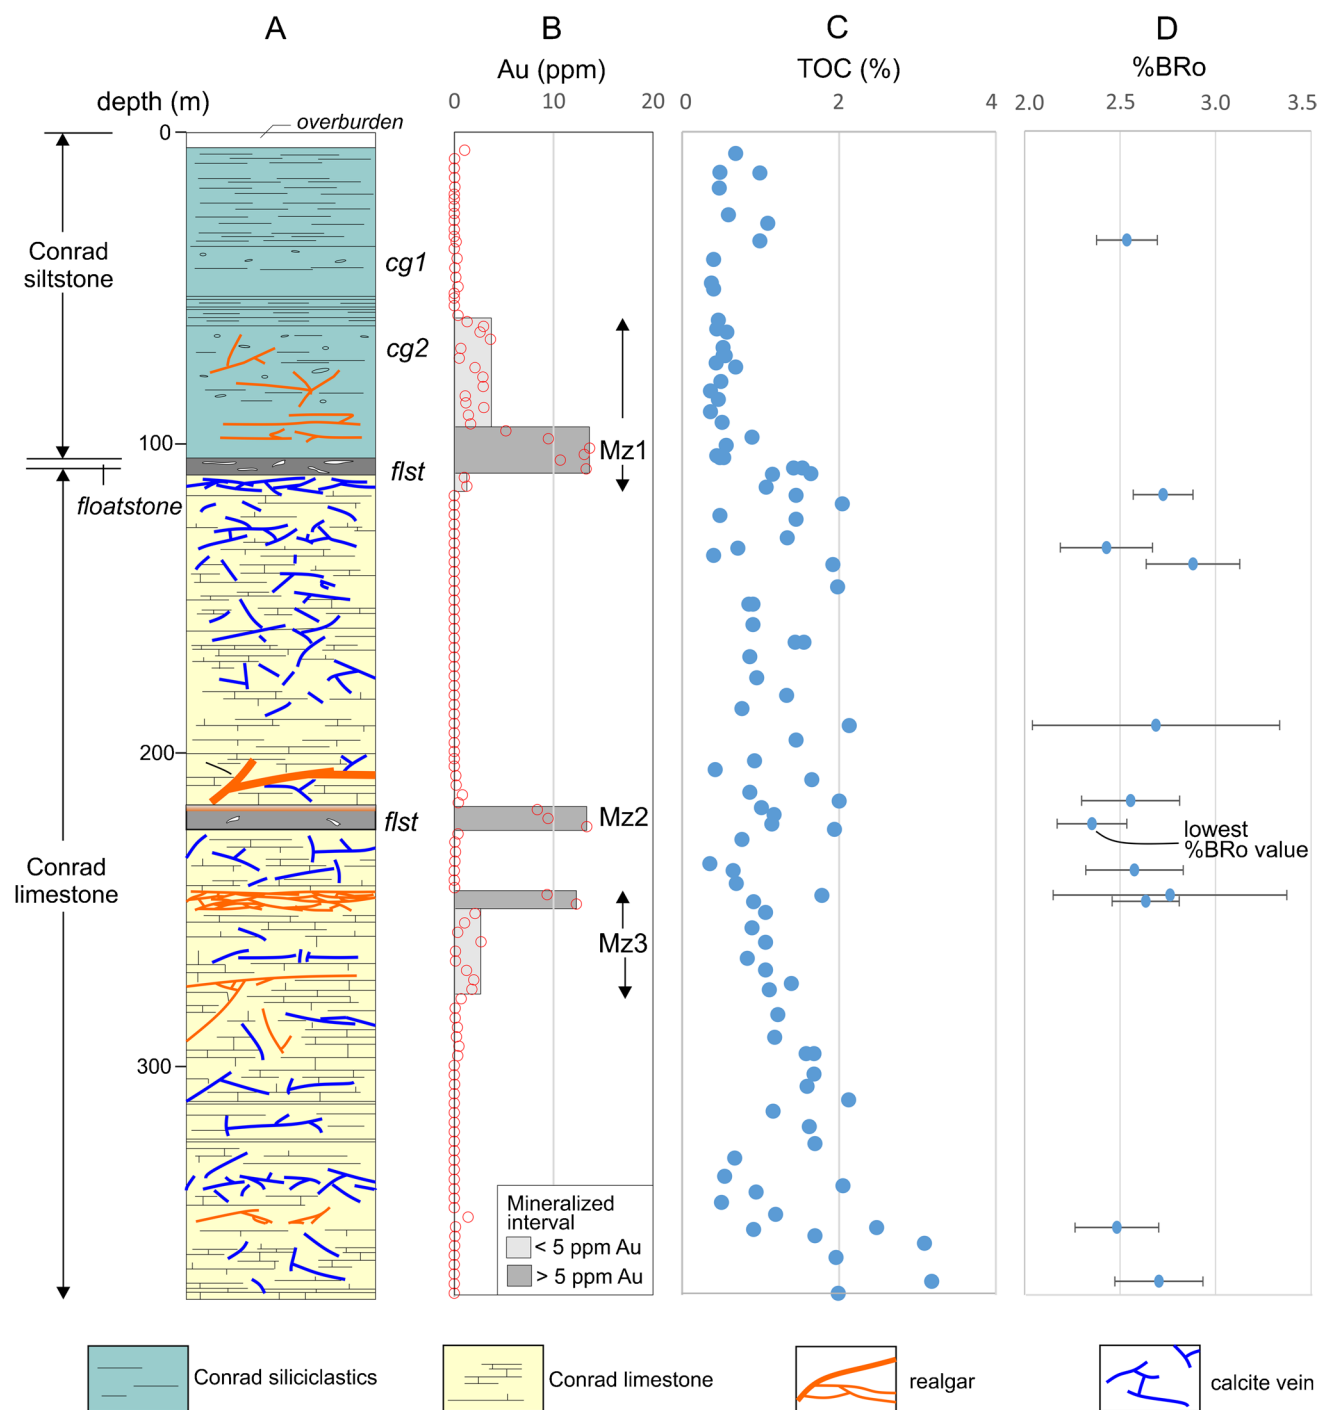 A
B
C
D
Au (ppm)
TOC (%)
%BRo
depth (m)
0
10
20
0
2
4
2.0
2.5
3.0
3.5
overburden
0
Conrad
siltstone
cg1
cg2
100
Mz1
flst
floatstone
200
Mz2
flst
lowest
%BRo value
Conrad
limestone
Mz3
300
Mineralized
interval
< 5 ppm Au
> 5 ppm Au
Conrad siliciclastics
Conrad limestone
realgar
calcite vein